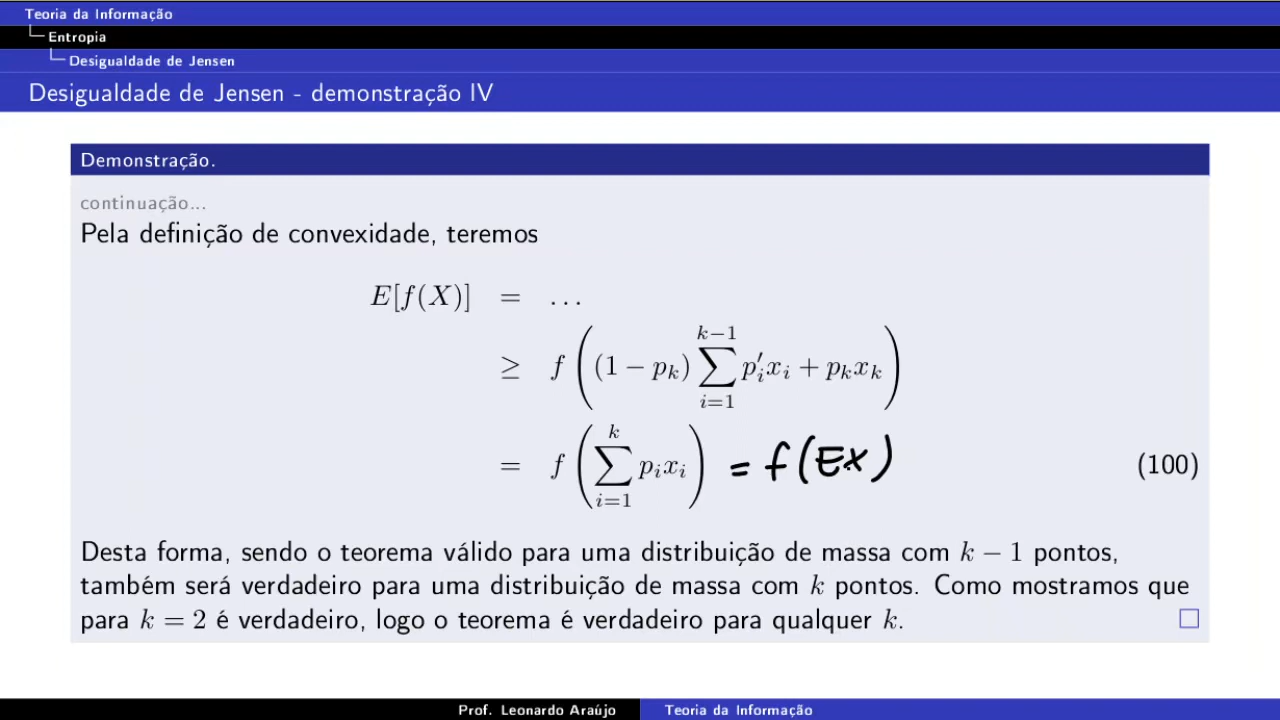 Teoria da Informação
Entropia
Desigualdade de Jensen
Desigualdade de Jensen - demonstração IV
Demonstração.
continuação...
Pela definição de convexidade, teremos
E[f(X)] = ...
≥ f((1 − p_k) ∑_{i=1}^{k−1} p′_i x_i + p_k x_k)
= f(∑_{i=1}^{k} p_i x_i) = f(EX) (100)
Desta forma, sendo o teorema válido para uma distribuição de massa com k − 1 pontos,
também será verdadeiro para uma distribuição de massa com k pontos. Como mostramos que
para k = 2 é verdadeiro, logo o teorema é verdadeiro para qualquer k. □
Prof. Leonardo Araújo Teoria da Informação